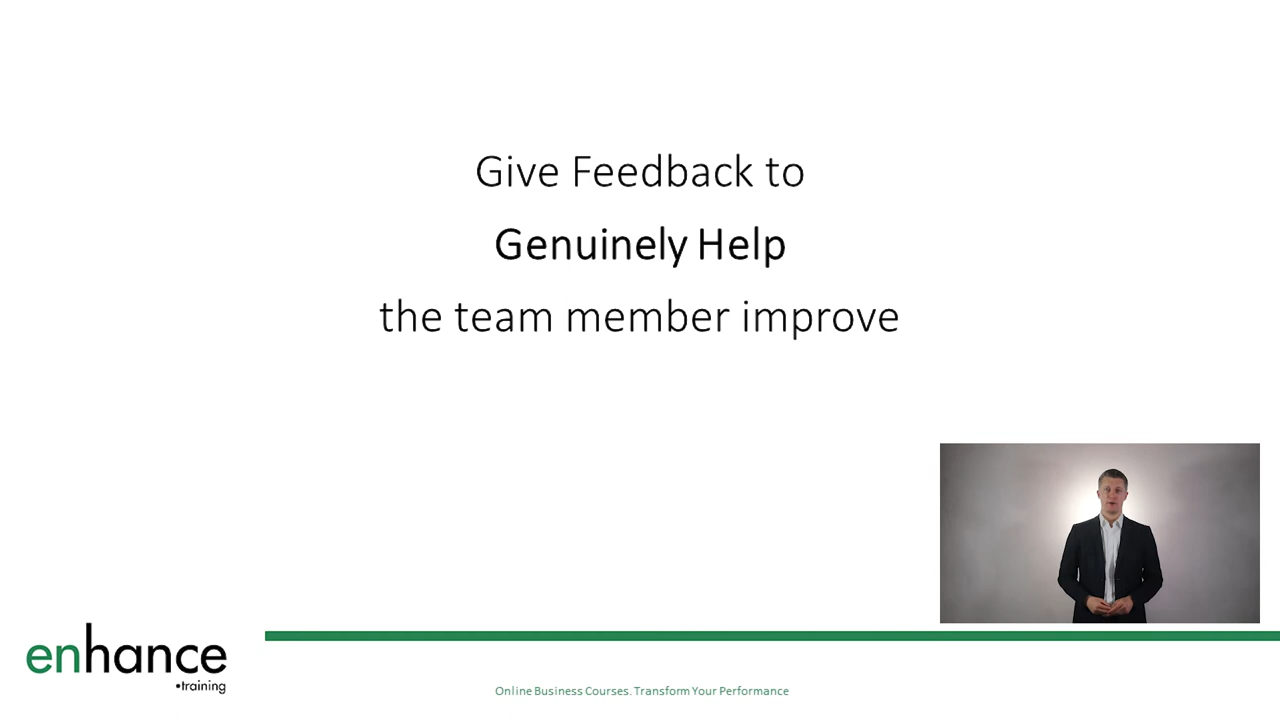 Give Feedback to
Genuinely Help
the team member improve
enhance
•training
Online Business Courses. Transform Your Performance